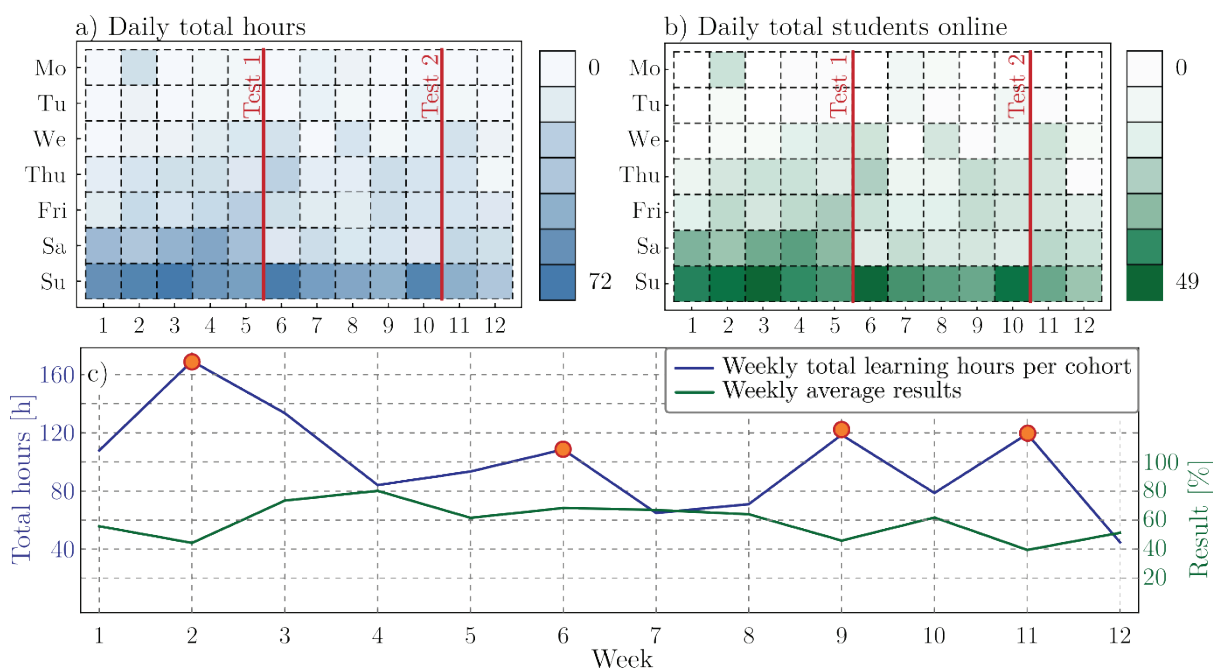 a) Daily total hours
Mo
Tu
We
Thu
Fri
Sa
Su
1 2 3 4 5 6 7 8 9 10 11 12
Test 1
Test 2
0
72
b) Daily total students online
Mo
Tu
We
Thu
Fri
Sa
Su
1 2 3 4 5 6 7 8 9 10 11 12
Test 1
Test 2
0
49
c)
Weekly total learning hours per cohort
Weekly average results
Total hours [h]
160
120
80
40
Result [%]
100
80
60
40
20
1 2 3 4 5 6 7 8 9 10 11 12
Week